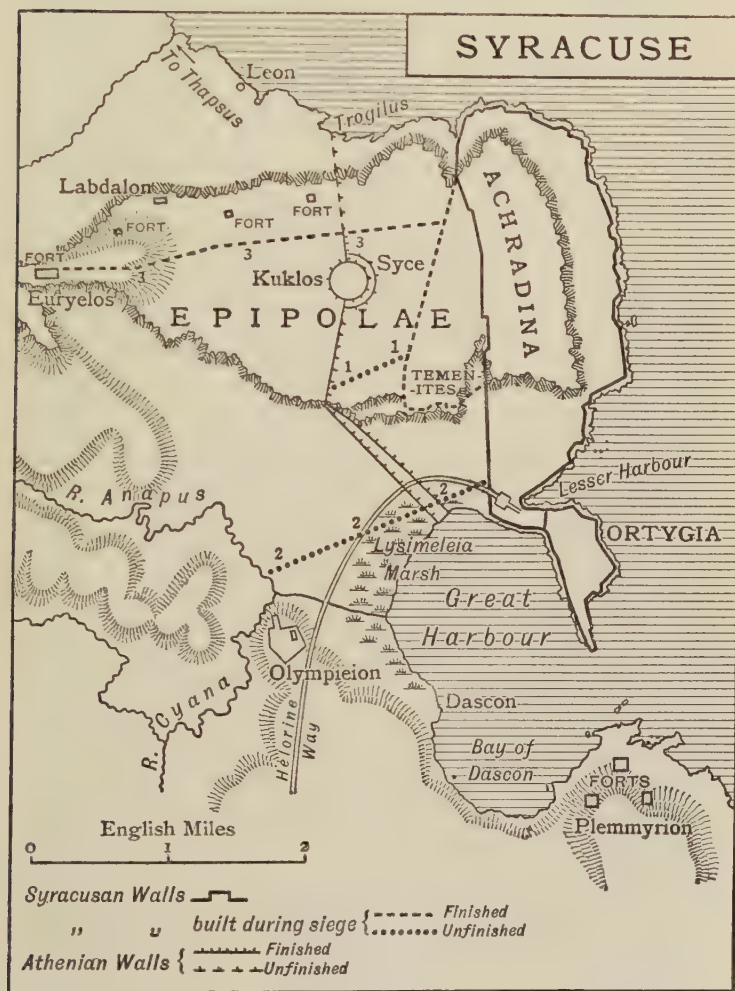 SYRACUSE
To Thapsus
Leon
Trogilus
Labdalon
FORT
FORT
FORT
FORT
3
3
3
Euryelos
Kuklos
Syce
ACHRADINA
EPIPOLAE
1
1
TEMEN-
-ITES
R. Anapus
Lesser Harbour
2
2
2
ORTYGIA
Lysimeleia
Marsh
Great
Harbour
Olympieion
R. Cyana
Helorine
Way
Dascon
Bay of
Dascon
FORTS
Plemmyrion
English Miles
0 1 2
Syracusan Walls
" " built during siege { Finished
Unfinished
Athenian Walls { Finished
Unfinished